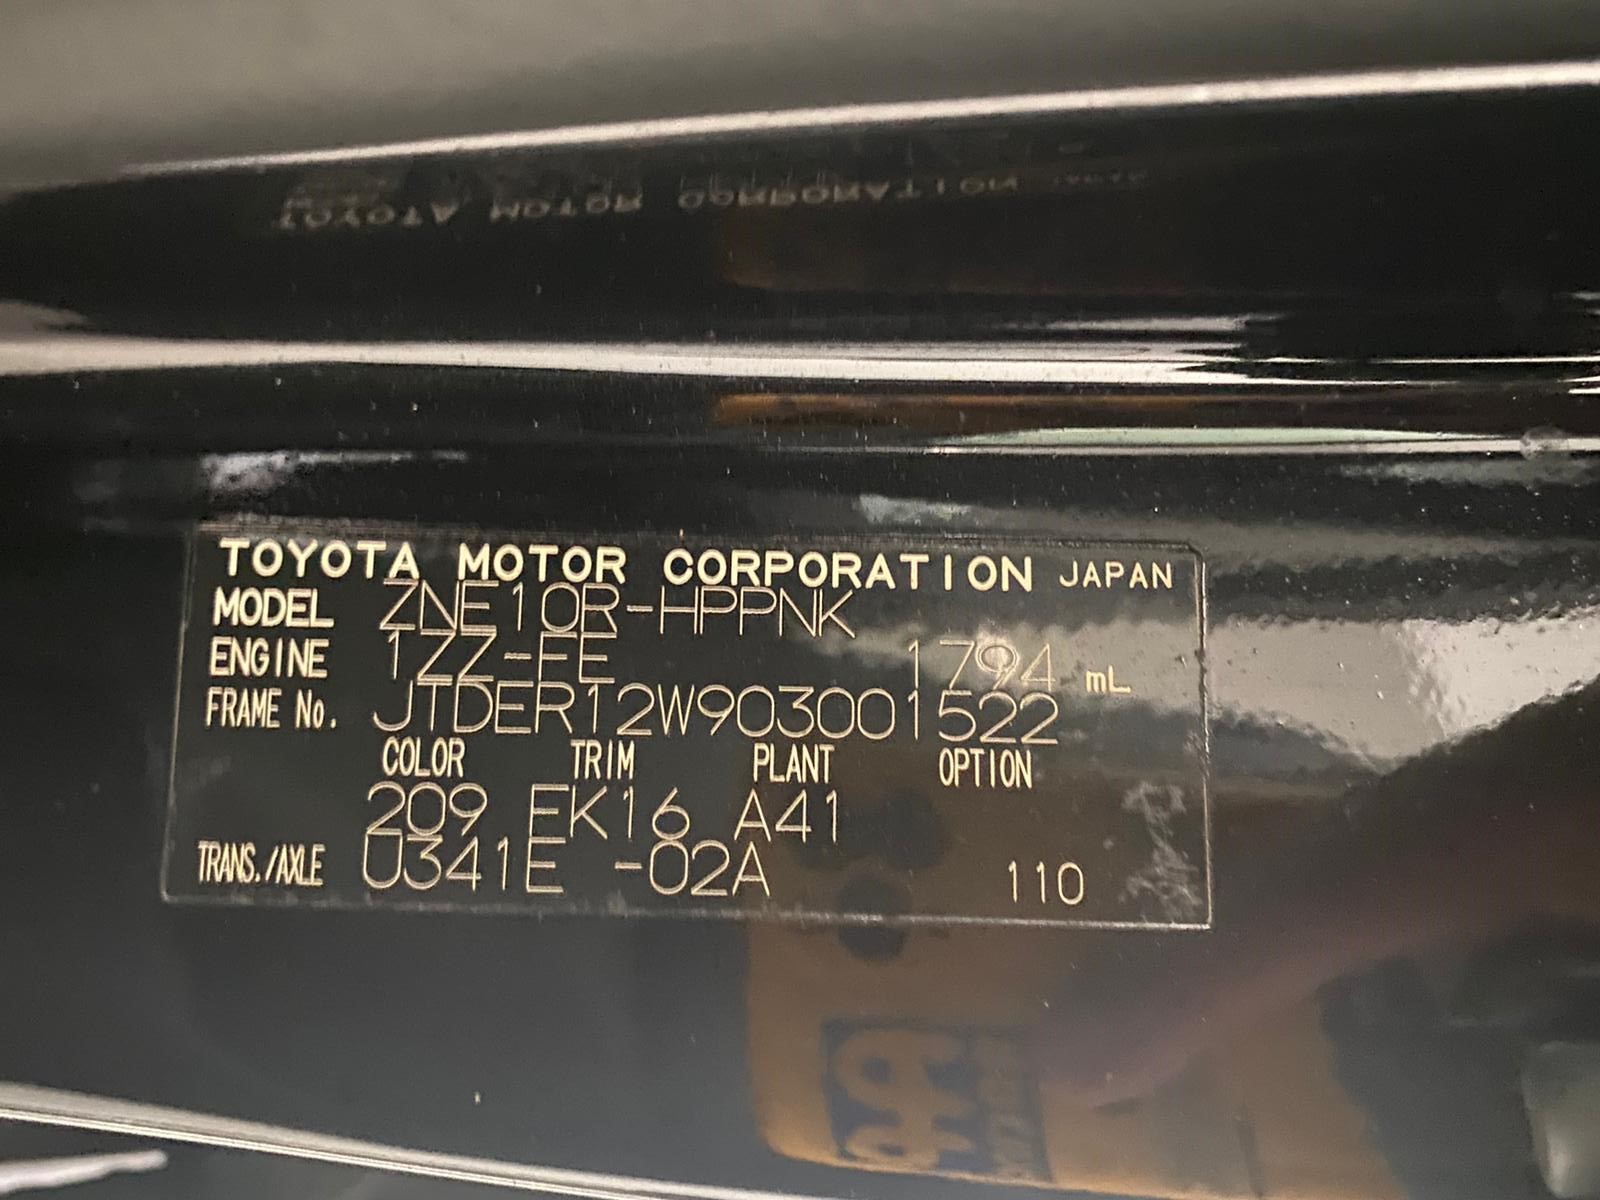 TOYOTA MOTOR CORPORATION JAPAN
MODEL ZNE10R-HPPNK
ENGINE 1ZZ-FE 1794 mL
FRAME No. JTDER12W903001522
COLOR TRIM PLANT OPTION
209 EK16 A41
TRANS./AXLE U341E -02A 110